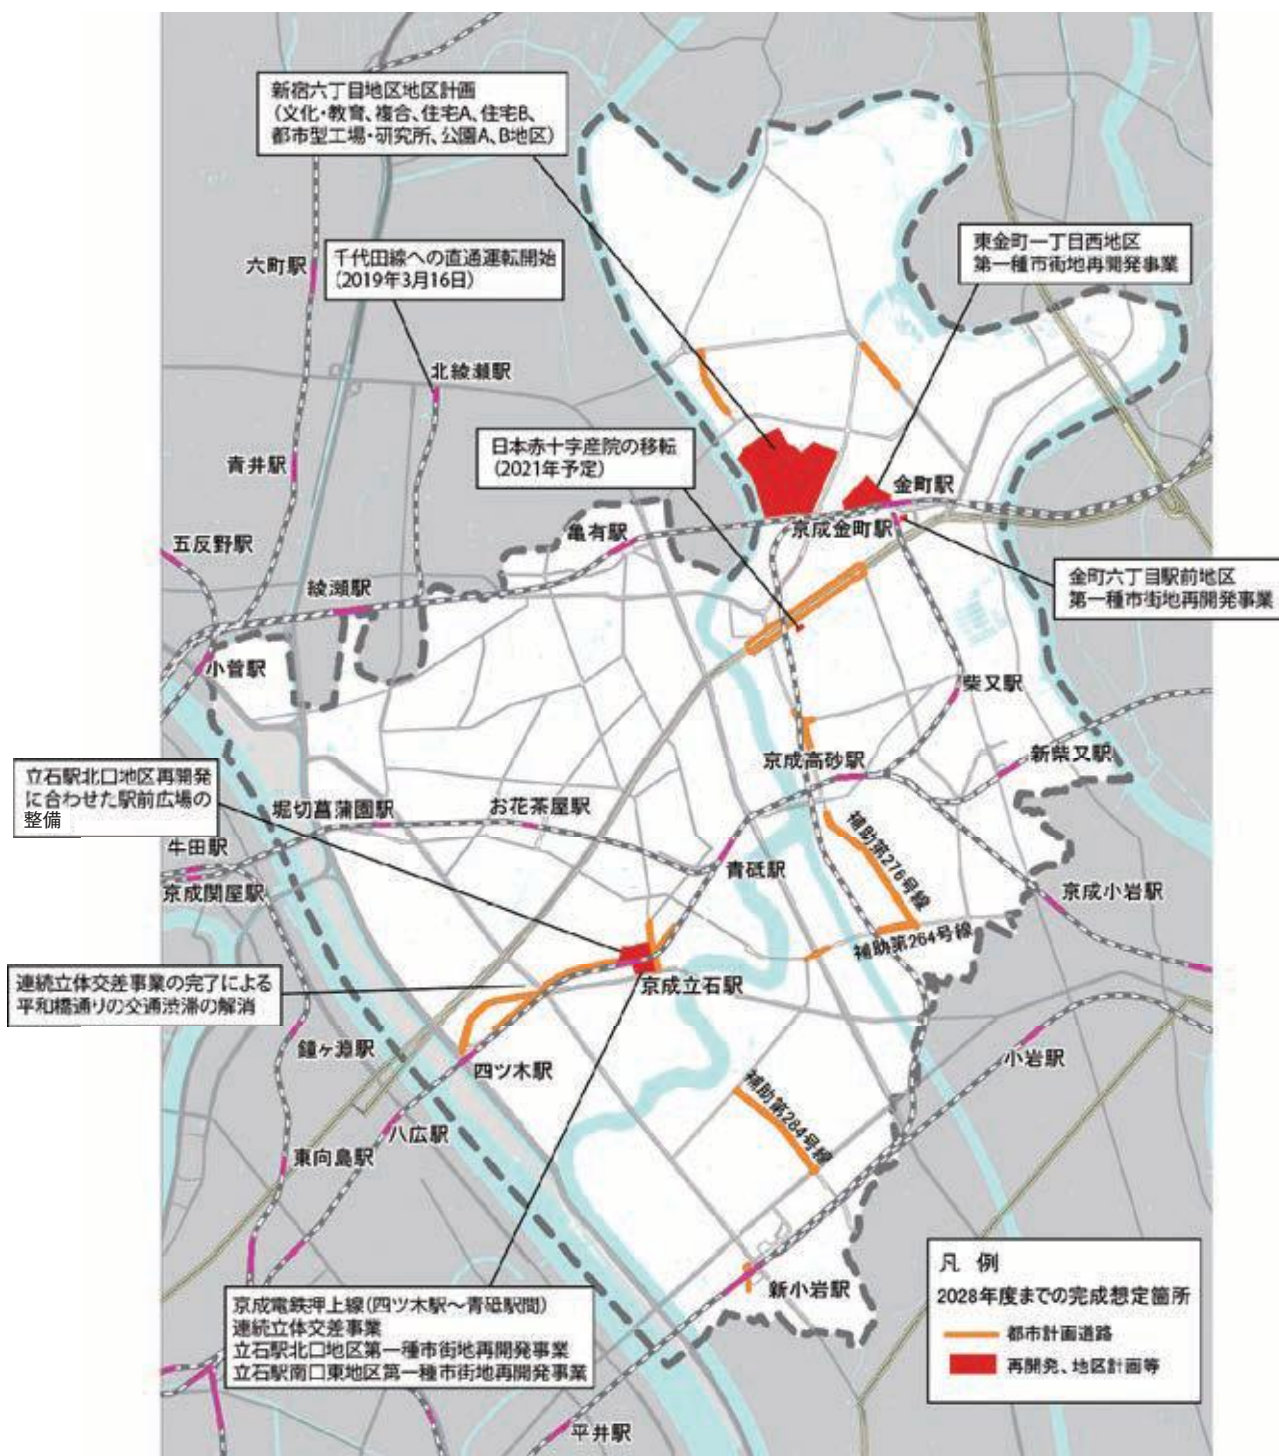 新宿六丁目地区地区計画
(文化・教育、複合、住宅A、住宅B、
都市型工場・研究所、公園A、B地区)
東金町一丁目西地区
第一種市街地再開発事業
千代田線への直通運転開始
(2019年3月16日)
六町駅
北綾瀬駅
日本赤十字産院の移転
(2021年予定)
青井駅
金町駅
亀有駅
京成金町駅
五反野駅
金町六丁目駅前地区
第一種市街地再開発事業
綾瀬駅
小菅駅
柴又駅
新柴又駅
京成高砂駅
立石駅北口地区再開発
に合わせた駅前広場の
整備
堀切菖蒲園駅
お花茶屋駅
補助第276号線
牛田駅
青砥駅
京成関屋駅
京成小岩駅
補助第264号線
連続立体交差事業の完了による
平和橋通りの交通渋滞の解消
京成立石駅
鐘ヶ淵駅
四ツ木駅
小岩駅
補助第284号線
八広駅
東向島駅
新小岩駅
京成電鉄押上線(四ツ木駅～青砥駅間)
連続立体交差事業
立石駅北口地区第一種市街地再開発事業
立石駅南口東地区第一種市街地再開発事業
平井駅
凡 例
2028年度までの完成想定箇所
都市計画道路
再開発、地区計画等